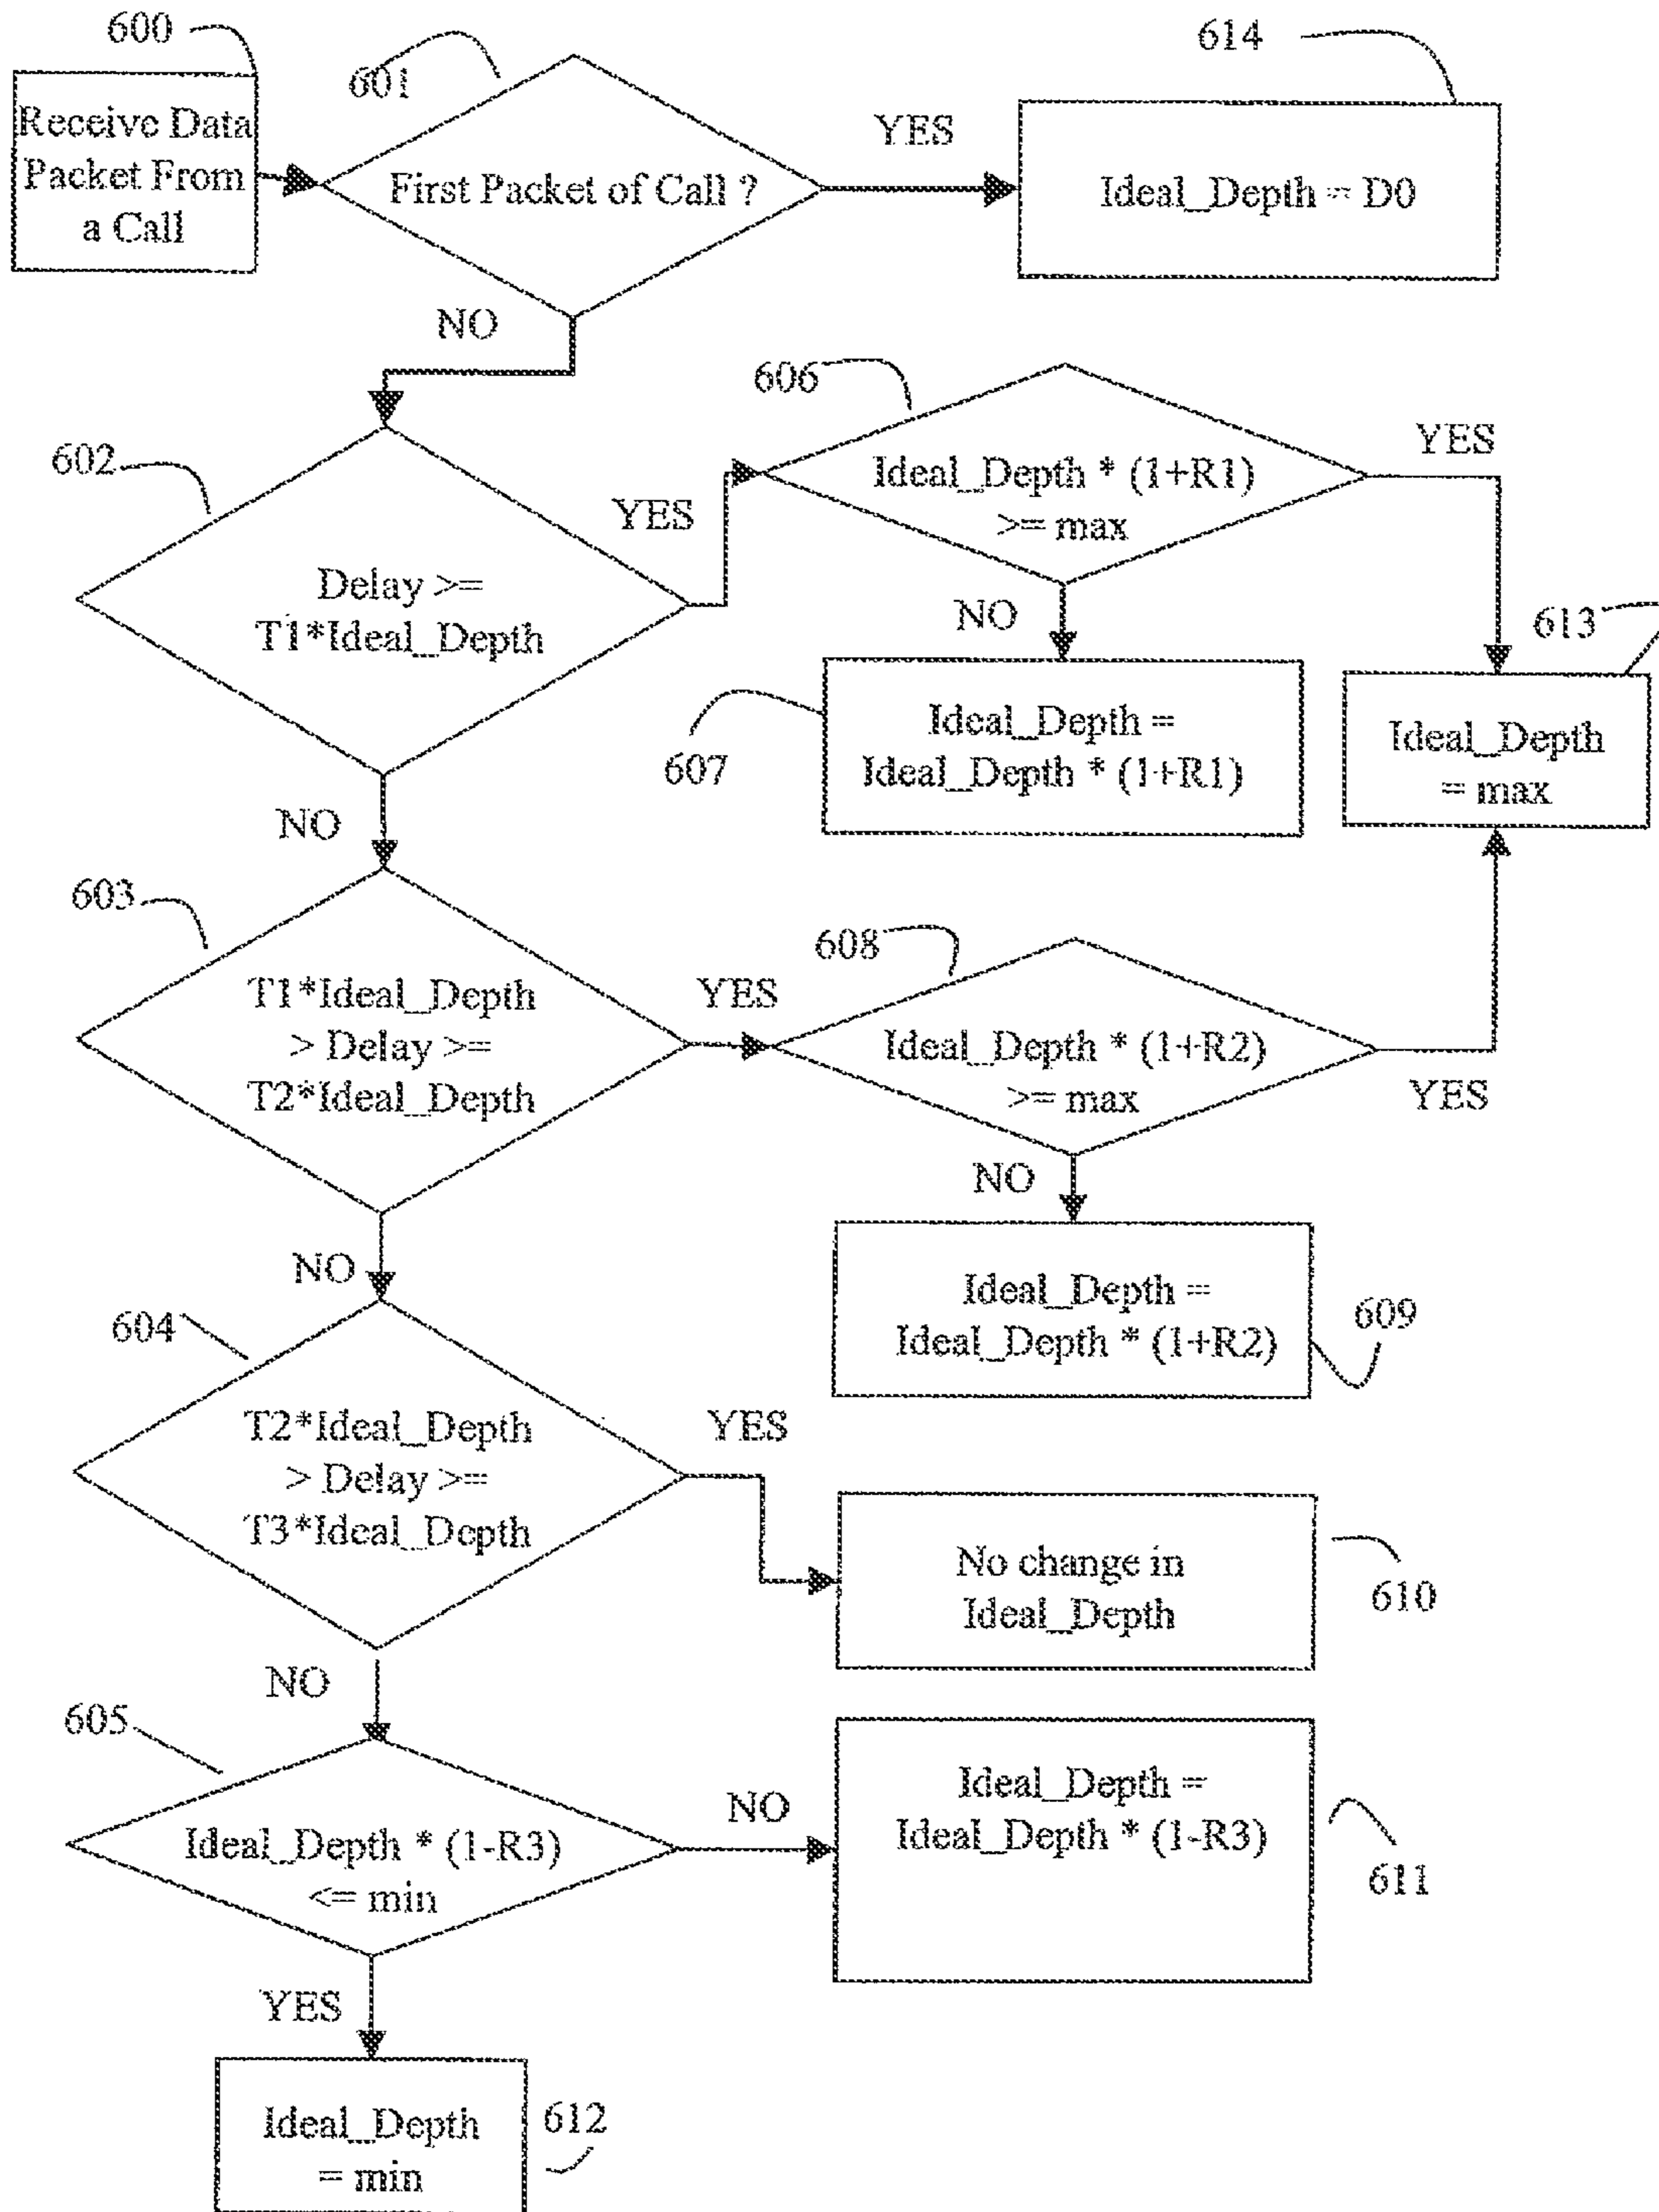 600
601
614
Receive Data
Packet From
a Call
First Packet of Call ?
YES
Ideal_Depth = D0
NO
606
602
YES
Ideal_Depth * (1+R1)
>= max
YES
Delay >=
T1*Ideal_Depth
NO
613
Ideal_Depth =
Ideal_Depth * (1+R1)
607
Ideal_Depth
= max
NO
603
608
T1*Ideal_Depth
> Delay >=
T2*Ideal_Depth
YES
Ideal_Depth * (1+R2)
>= max
YES
NO
NO
Ideal_Depth =
Ideal_Depth * (1+R2)
609
604
T2*Ideal_Depth
> Delay >=
T3*Ideal_Depth
YES
No change in
Ideal_Depth
610
NO
605
Ideal_Depth * (1-R3)
<= min
NO
Ideal_Depth =
Ideal_Depth * (1-R3)
611
YES
Ideal_Depth
= min
612